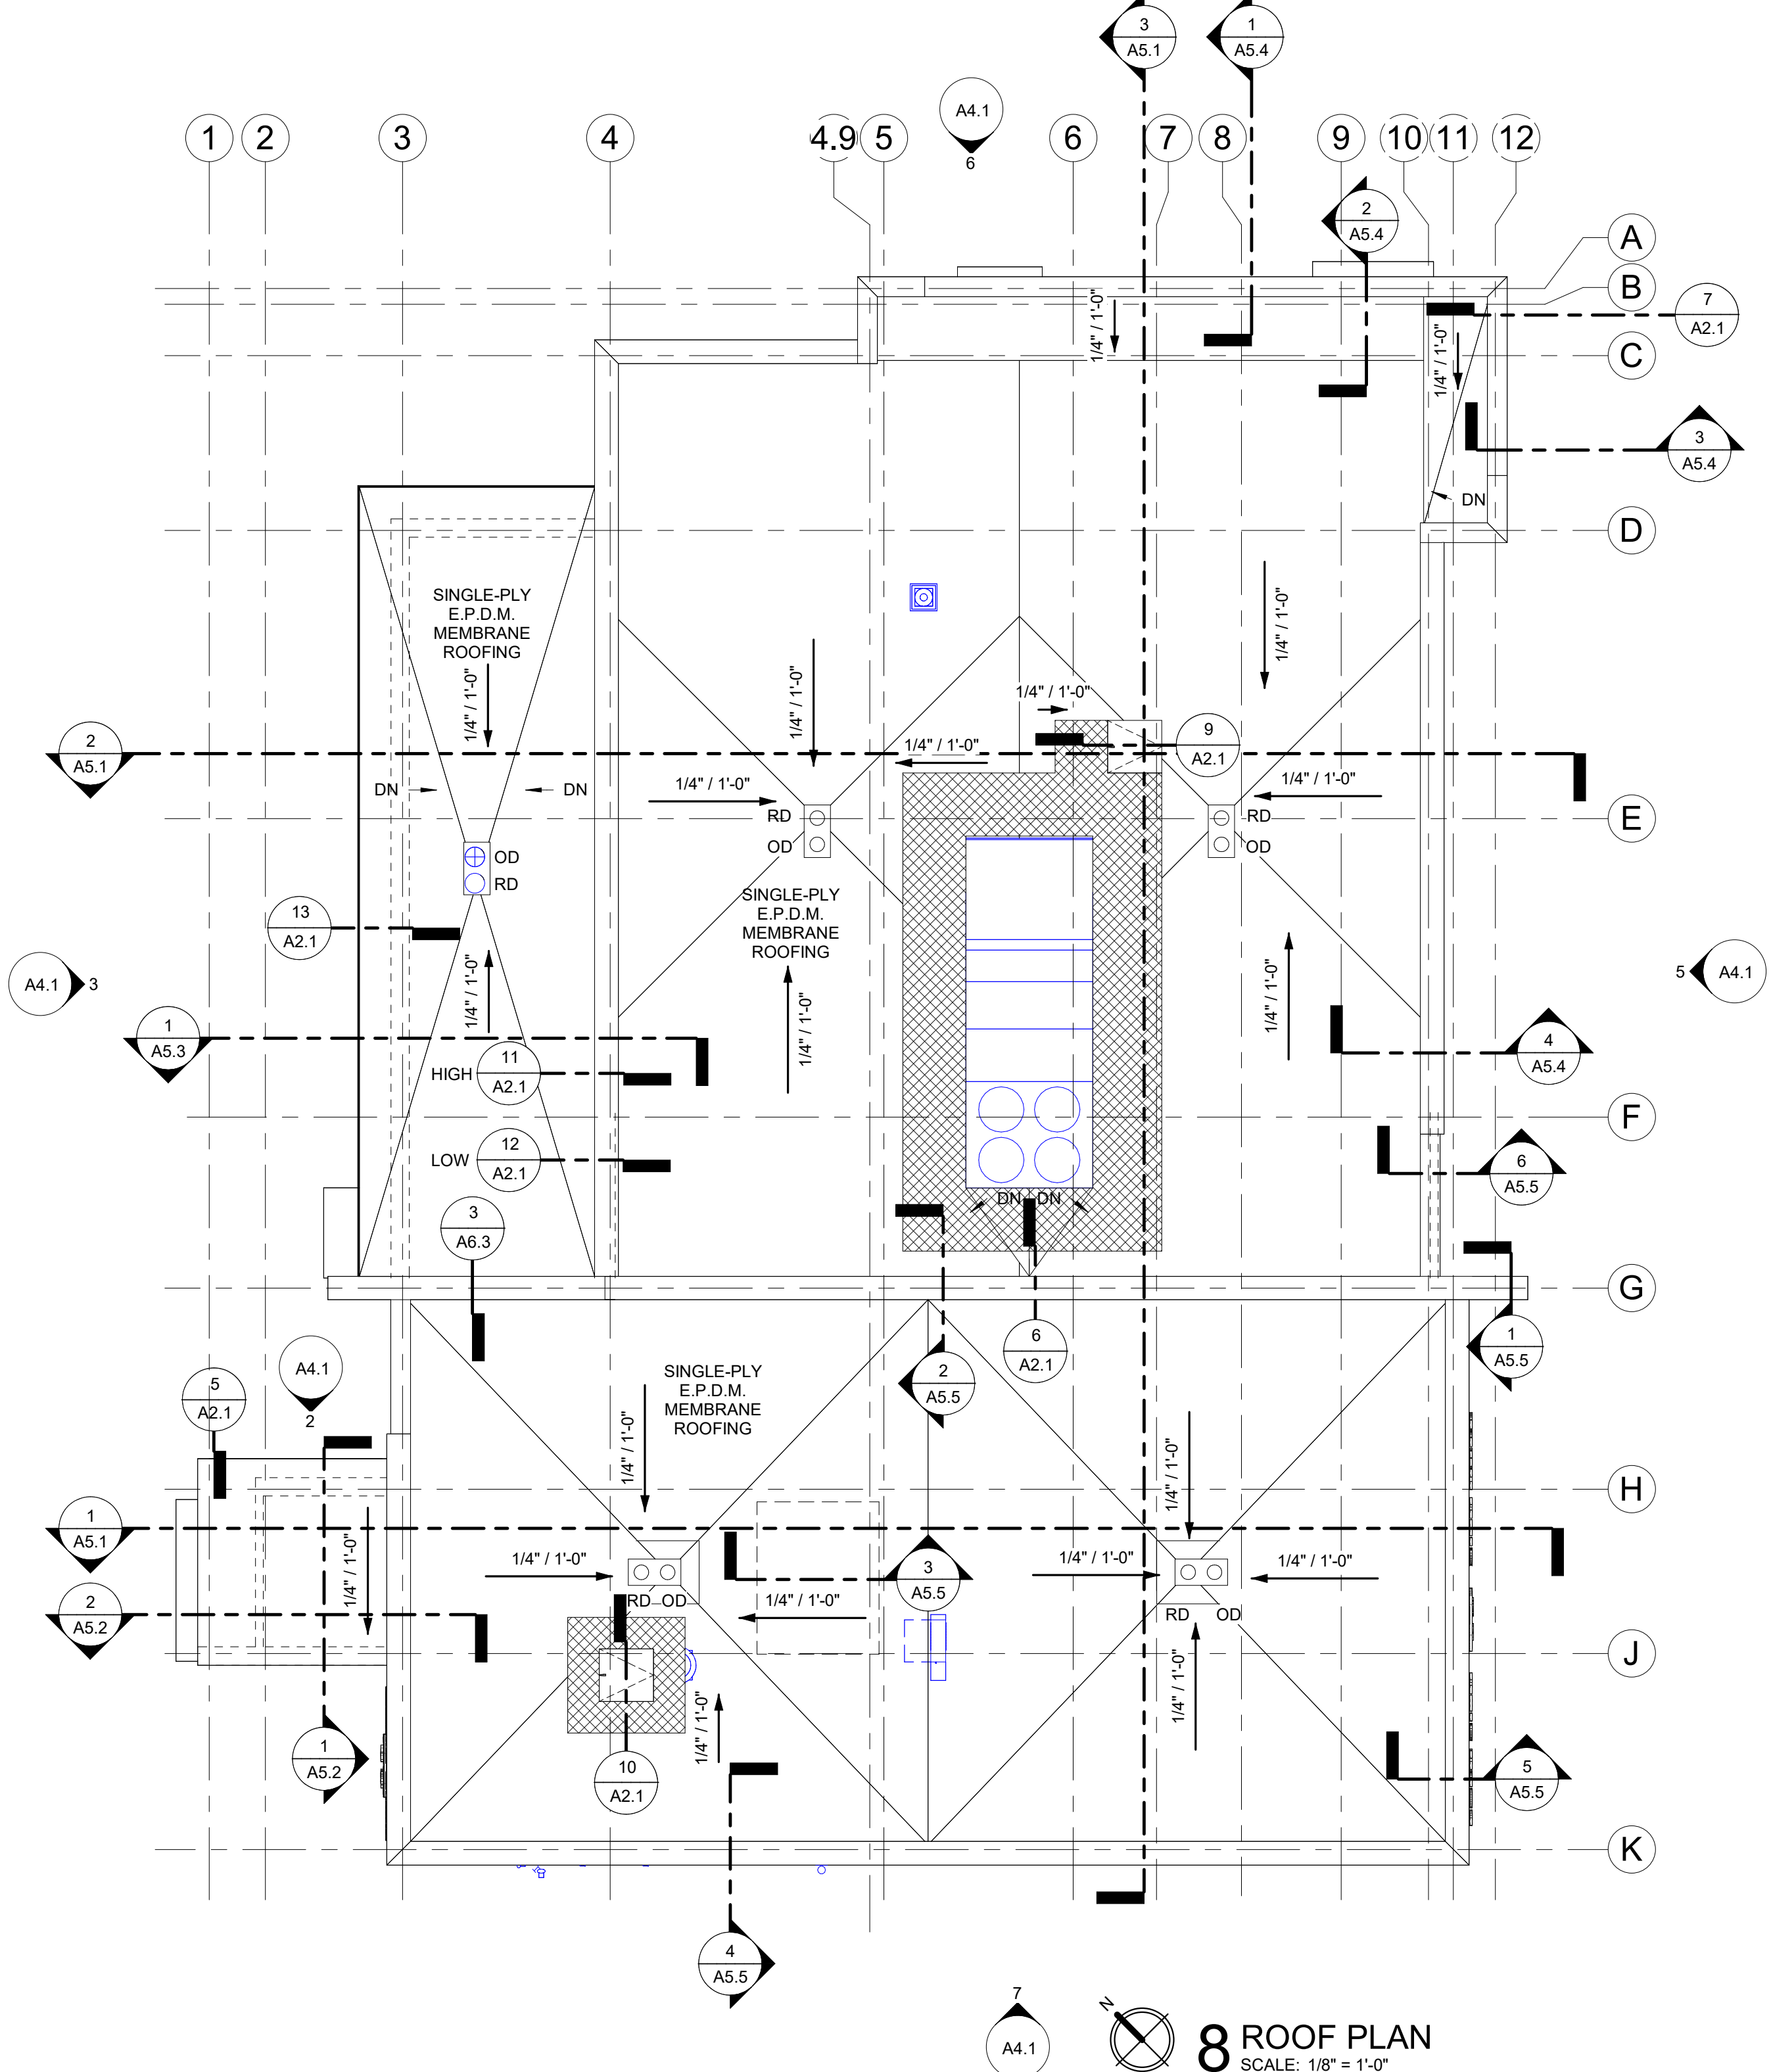 3
A5.1
1
A5.4
A4.1
6
1
2
3
4
4.9
5
6
7
8
9
10
11
12
2
A5.4
A
B
7
A2.1
C
1/4" / 1'-0"
1/4" / 1'-0"
3
A5.4
DN
D
SINGLE-PLY
E.P.D.M.
MEMBRANE
ROOFING
1/4" / 1'-0"
1/4" / 1'-0"
1/4" / 1'-0"
1/4" / 1'-0"
2
A5.1
1/4" / 1'-0"
9
A2.1
DN
DN
1/4" / 1'-0"
1/4" / 1'-0"
RD
OD
RD
OD
E
OD
RD
SINGLE-PLY
E.P.D.M.
MEMBRANE
ROOFING
13
A2.1
A4.1
3
5
A4.1
1/4" / 1'-0"
1/4" / 1'-0"
1/4" / 1'-0"
1
A5.3
4
A5.4
HIGH
11
A2.1
F
LOW
12
A2.1
6
A5.5
DN
DN
3
A6.3
G
6
A2.1
1
A5.5
A4.1
2
5
A2.1
SINGLE-PLY
E.P.D.M.
MEMBRANE
ROOFING
2
A5.5
1/4" / 1'-0"
1/4" / 1'-0"
H
1
A5.1
1/4" / 1'-0"
1/4" / 1'-0"
3
A5.5
1/4" / 1'-0"
1/4" / 1'-0"
2
A5.2
RD
OD
1/4" / 1'-0"
RD
OD
J
1/4" / 1'-0"
1/4" / 1'-0"
1
A5.2
10
A2.1
5
A5.5
K
4
A5.5
7
A4.1
N
8
ROOF PLAN
SCALE: 1/8" = 1'-0"